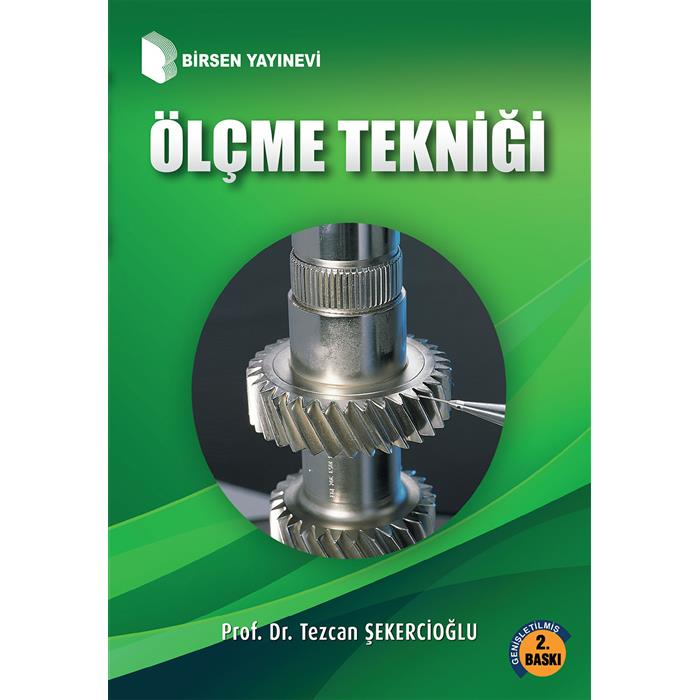 BİRSEN YAYINEVİ
ÖLÇME TEKNİĞİ
Prof. Dr. Tezcan ŞEKERCİOĞLU
GENİŞLETİLMİŞ
2.
BASKI